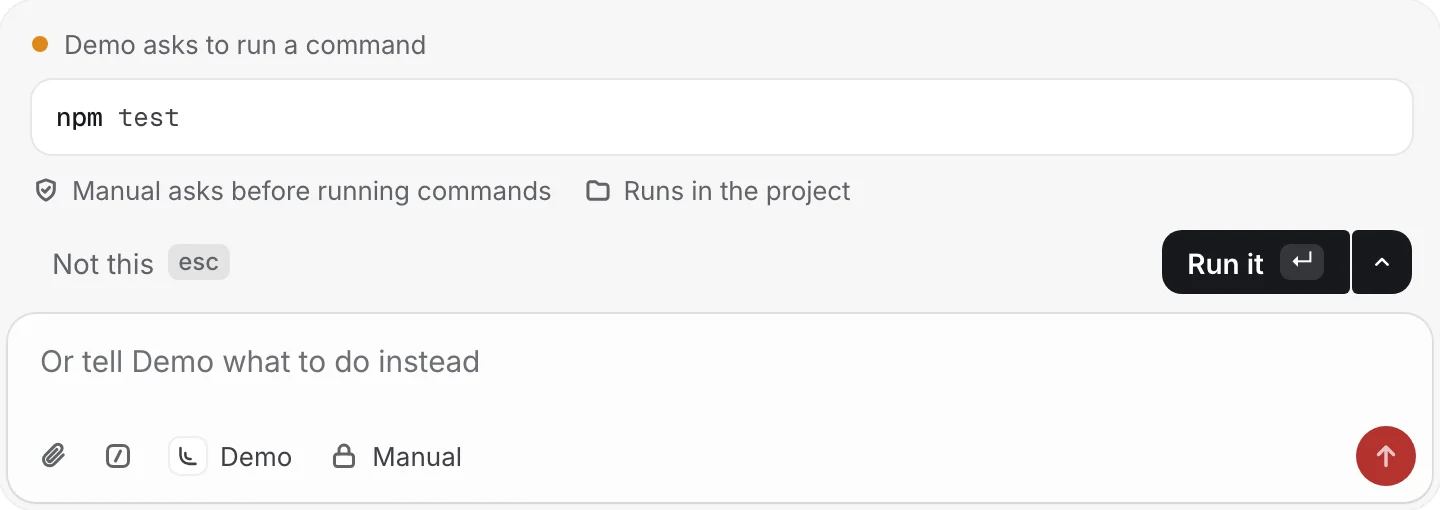 Demo asks to run a command
npm test
Manual asks before running commands Runs in the project
Not this esc
Run it
Or tell Demo what to do instead
Demo Manual